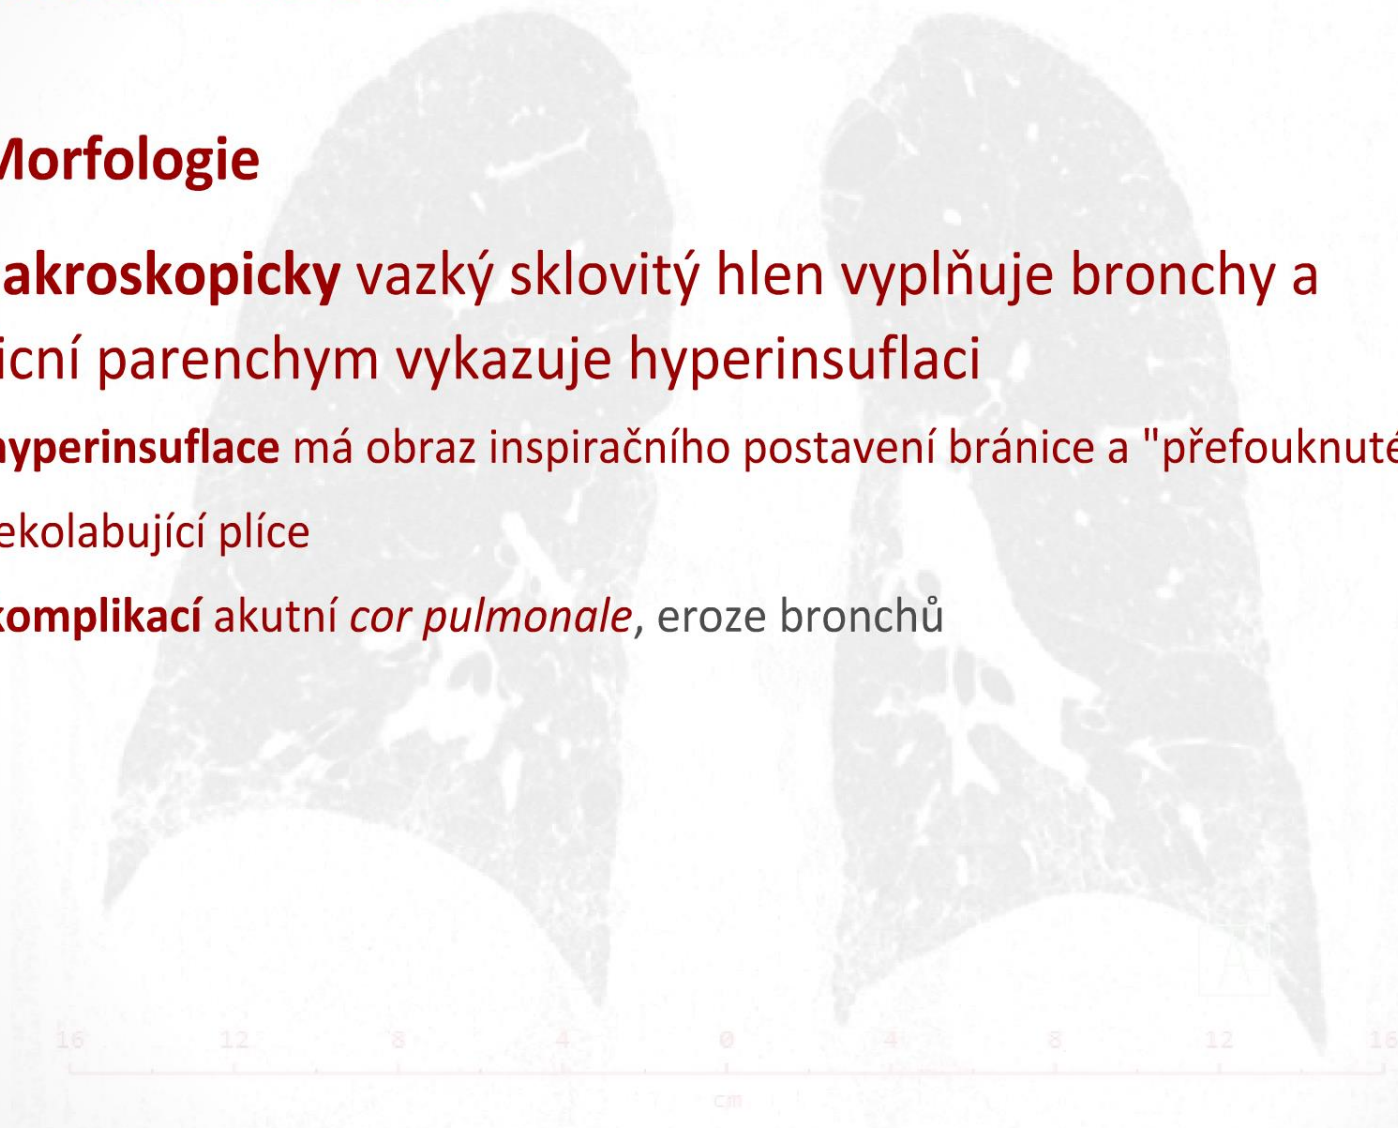 Morfologie
akroskopicky vazký sklovitý hlen vyplňuje bronchy a
icní parenchym vykazuje hyperinsuflaci
hyperinsuflace má obraz inspiračního postavení bránice a "přefouknuté
ekolabující plíce
komplikací akutní cor pulmonale, eroze bronchů
A
16 12 8 4 0 4 8 12 16
cm